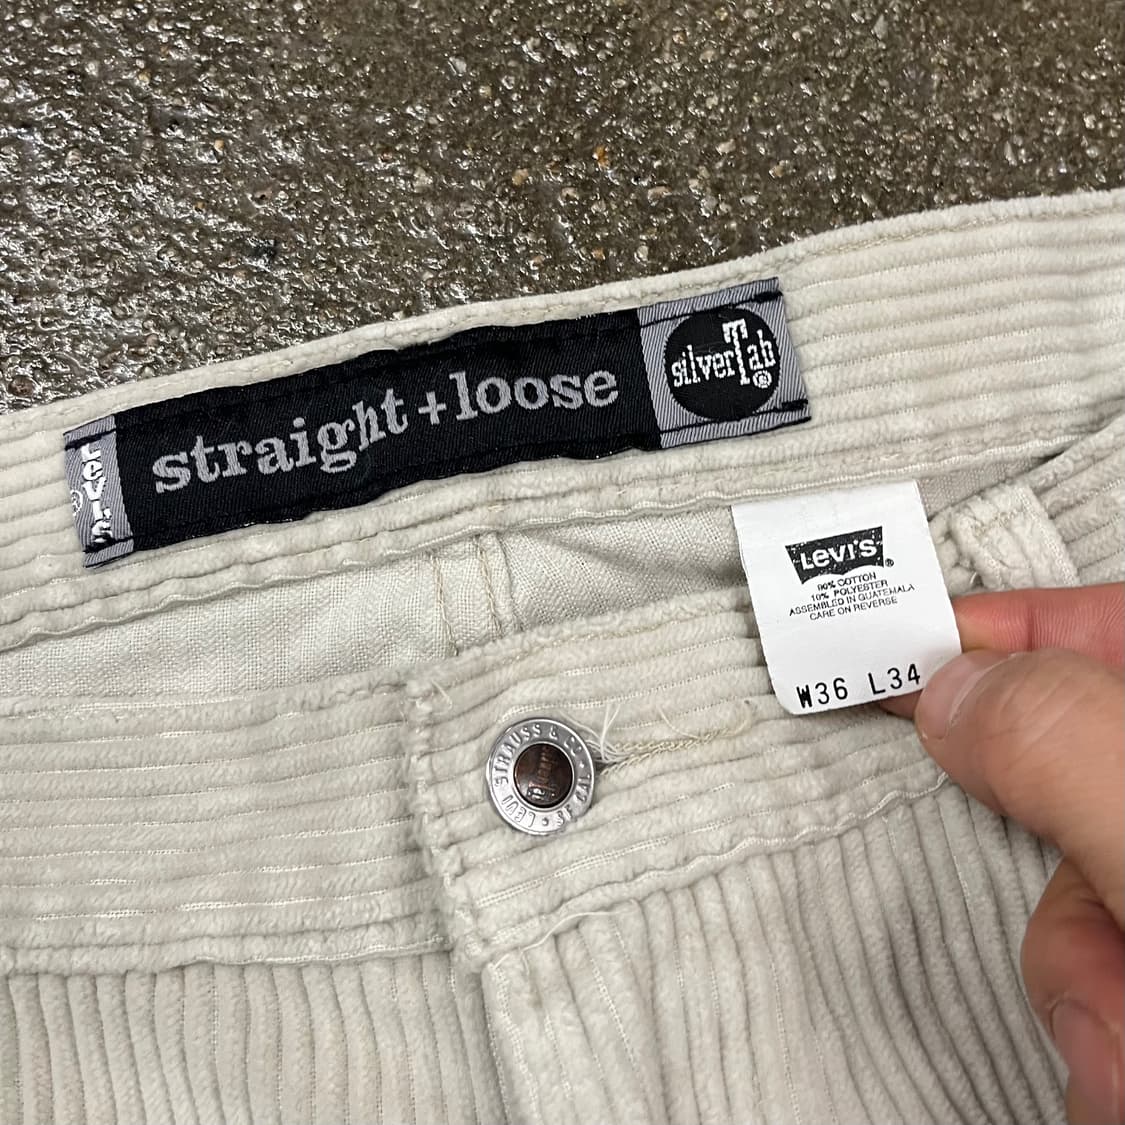 Levi's ®
straight + loose
silverTab ®
Levi's ®
90% COTTON
10% POLYESTER
ASSEMBLED IN GUATEMALA
CARE ON REVERSE
W36 L34
LEVI STRAUSS & CO. S.F. CAL.